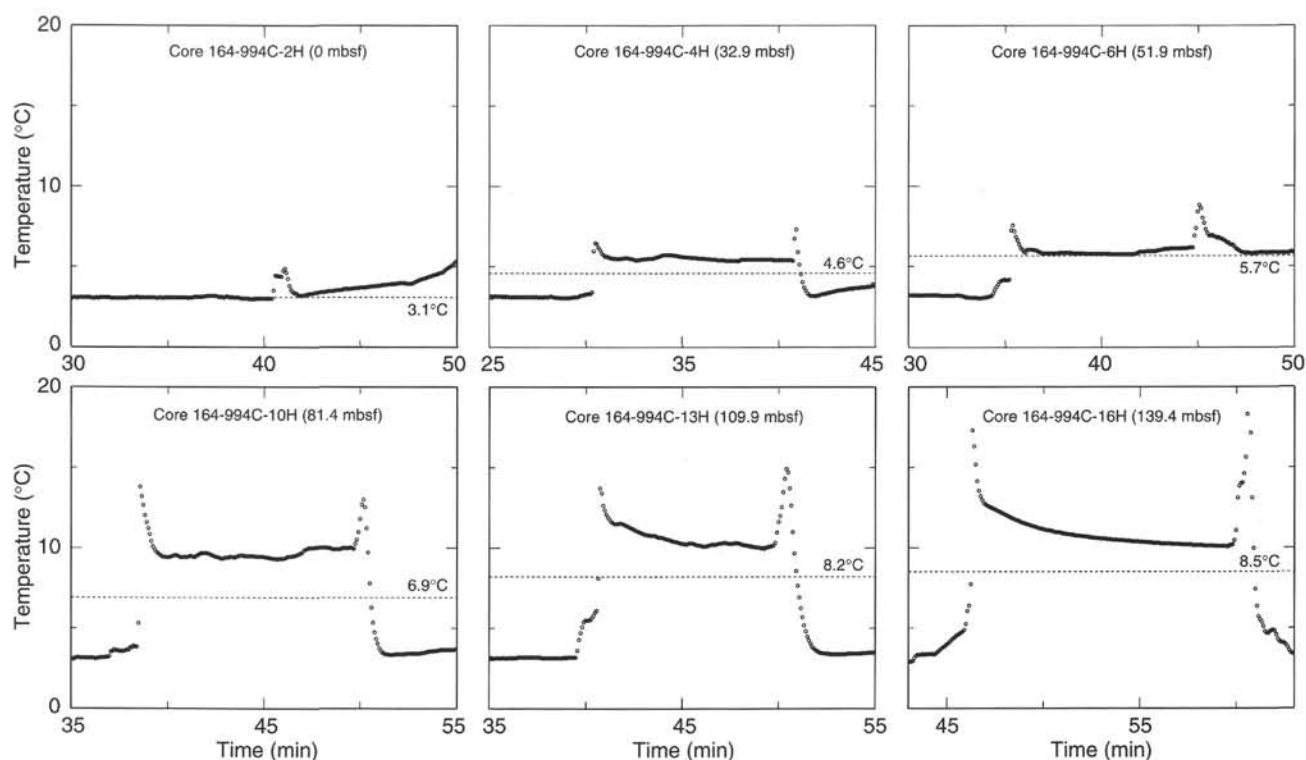 20
Core 164-994C-2H (0 mbsf)
Core 164-994C-4H (32.9 mbsf)
Core 164-994C-6H (51.9 mbsf)
Temperature (°C)
10
4.6°C
5.7°C
3.1°C
0
30
40
50
25
35
45
30
40
50
20
Core 164-994C-10H (81.4 mbsf)
Core 164-994C-13H (109.9 mbsf)
Core 164-994C-16H (139.4 mbsf)
Temperature (°C)
10
6.9°C
8.2°C
8.5°C
0
35
45
55
35
45
55
45
55
Time (min)
Time (min)
Time (min)